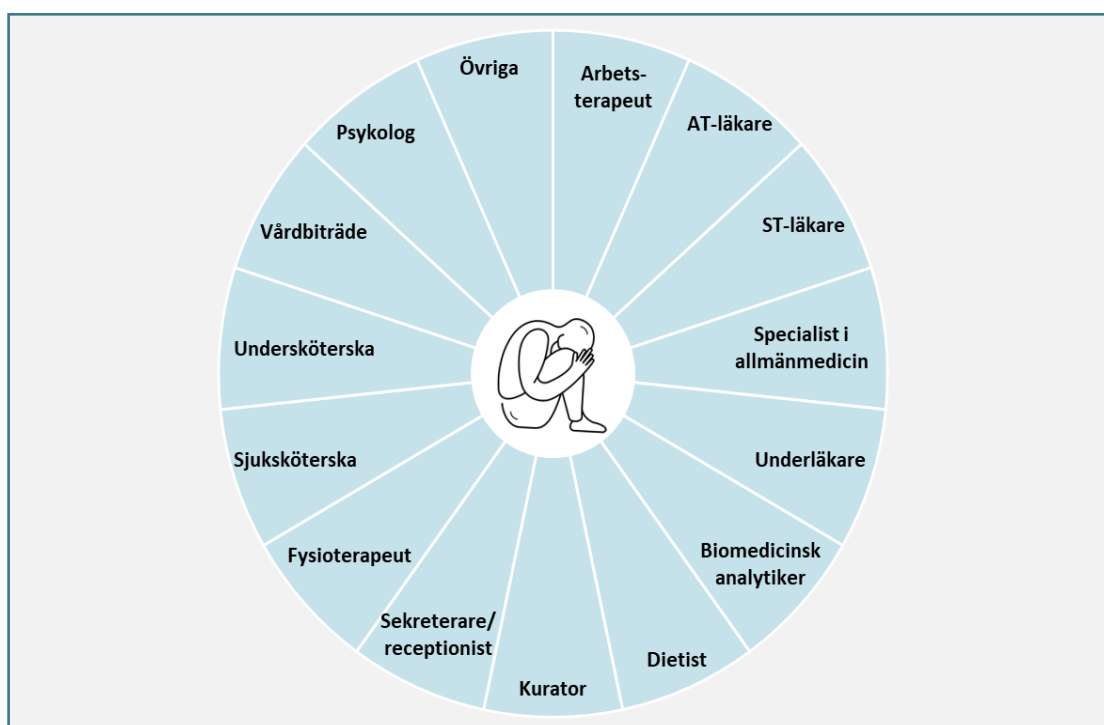 Övriga
Arbets-
terapeut
AT-läkare
ST-läkare
Specialist i
allmänmedicin
Underläkare
Biomedicinsk
analytiker
Dietist
Kurator
Sekreterare/
receptionist
Fysioterapeut
Sjuksköterska
Undersköterska
Vårdbiträde
Psykolog